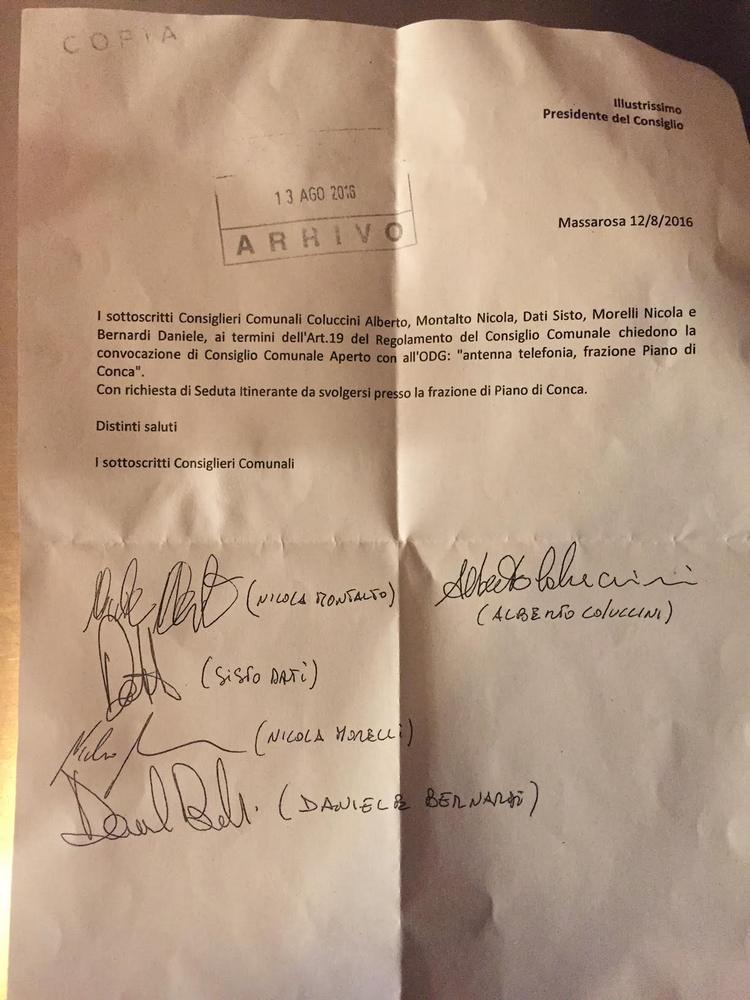 COPIA
Illustrissimo
Presidente del Consiglio
13 AGO 2016
ARHIVO
Massarosa 12/8/2016
I sottoscritti Consiglieri Comunali Coluccini Alberto, Montalto Nicola, Dati Sisto, Morelli Nicola e
Bernardi Daniele, ai termini dell'Art.19 del Regolamento del Consiglio Comunale chiedono la
convocazione di Consiglio Comunale Aperto con all'ODG: "antenna telefonia, frazione Piano di
Conca".
Con richiesta di Seduta Itinerante da svolgersi presso la frazione di Piano di Conca.
Distinti saluti
I sottoscritti Consiglieri Comunali
(NICOLA MONTALTO)
Alberto Coluccini
(ALBERTO COLUCCINI)
(SISTO DATI)
(NICOLA MORELLI)
(DANIELE BERNARDI)